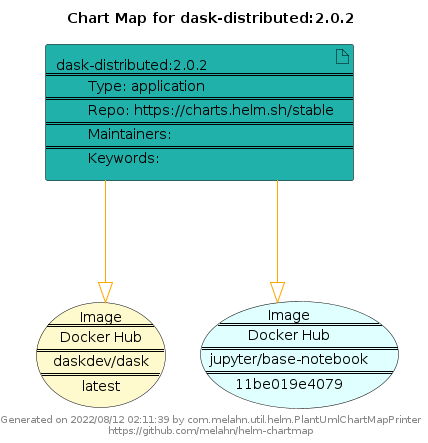 Chart Map for dask-distributed:2.0.2
dask-distributed:2.0.2
Type: application
Repo: https://charts.helm.sh/stable
Maintainers:
Keywords:
Image
Docker Hub
daskdev/dask
latest
Image
Docker Hub
jupyter/base-notebook
11be019e4079
Generated on 2022/08/12 02:11:39 by com.melahn.util.helm.PlantUmlChartMapPrinter
https://github.com/melahn/helm-chartmap